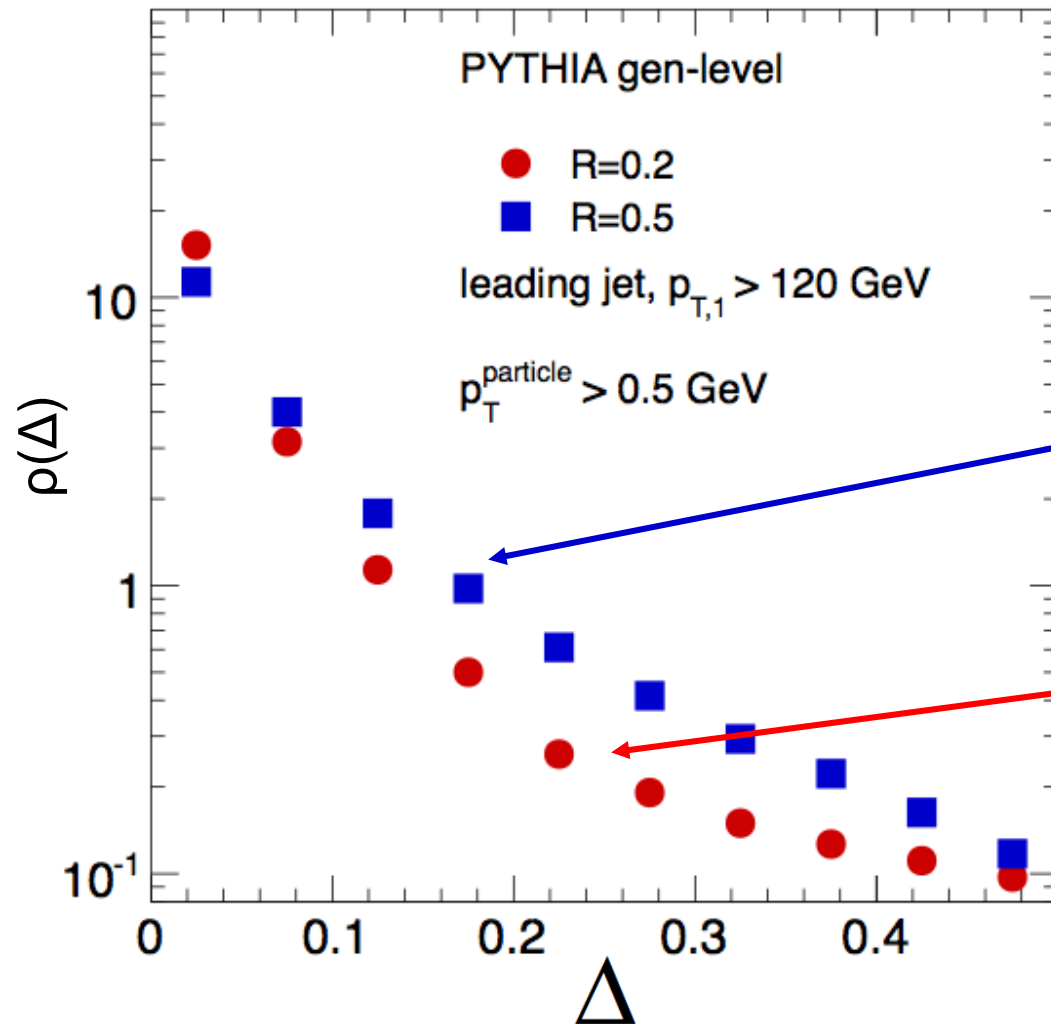 PYTHIA gen-level
R=0.2
R=0.5
leading jet, p_T,1 > 120 GeV
p_T^particle > 0.5 GeV
ρ(Δ)
10
1
10^-1
0 0.1 0.2 0.3 0.4
Δ